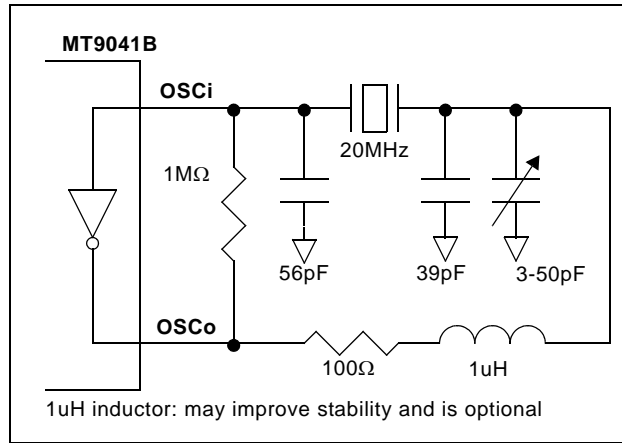 MT9041B
OSCi
20MHz
1MΩ
56pF
39pF
3-50pF
OSCo
100Ω
1uH
1uH inductor: may improve stability and is optional